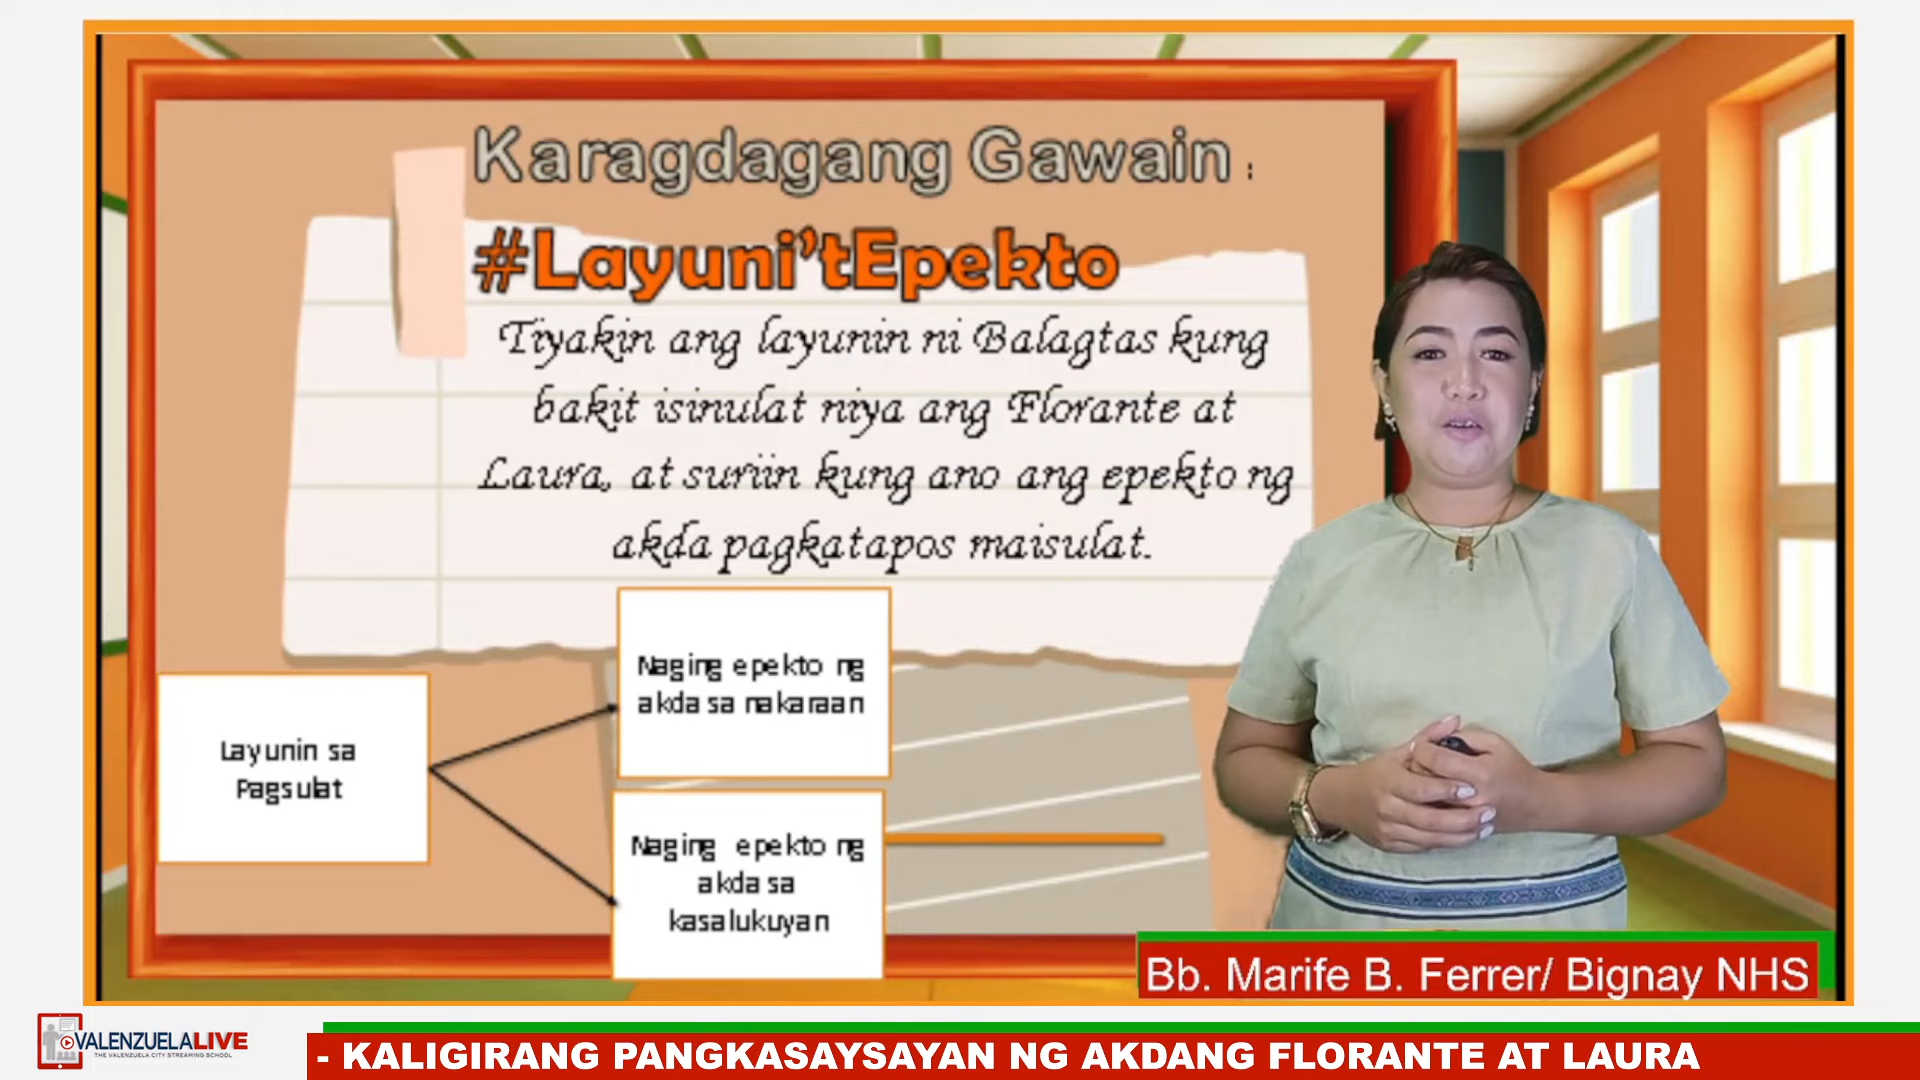 Karagdagang Gawain :
#Layuni'tEpekto
Tiyakin ang layunin ni Balagtas kung
bakit isinulat niya ang Florante at
Laura, at suriin kung ano ang epekto ng
akda pagkatapos maisulat.
Layunin sa
Pagsulat
Naging epekto ng
akda sa nakaraan
Naging epekto ng
akda sa
kasalukuyan
Bb. Marife B. Ferrer/ Bignay NHS
VALENZUELALIVE
THE VALENZUELA CITY STREAMING SCHOOL
- KALIGIRANG PANGKASAYSAYAN NG AKDANG FLORANTE AT LAURA